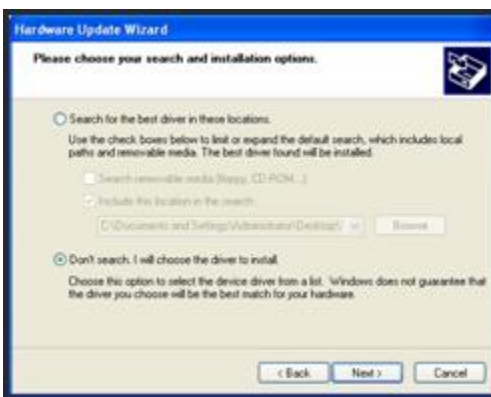 Hardware Update Wizard
Please choose your search and installation options.
Search for the best driver in these locations.
Use the check boxes below to limit or expand the default search, which includes local
paths and removable media. The best driver found will be installed.
Search removable media (floppy, CD-ROM...)
Include this location in the search:
C:\Documents and Settings\Administrator\Desktop\
Browse
Don't search. I will choose the driver to install.
Choose this option to select the device driver from a list. Windows does not guarantee that
the driver you choose will be the best match for your hardware.
< Back Next > Cancel